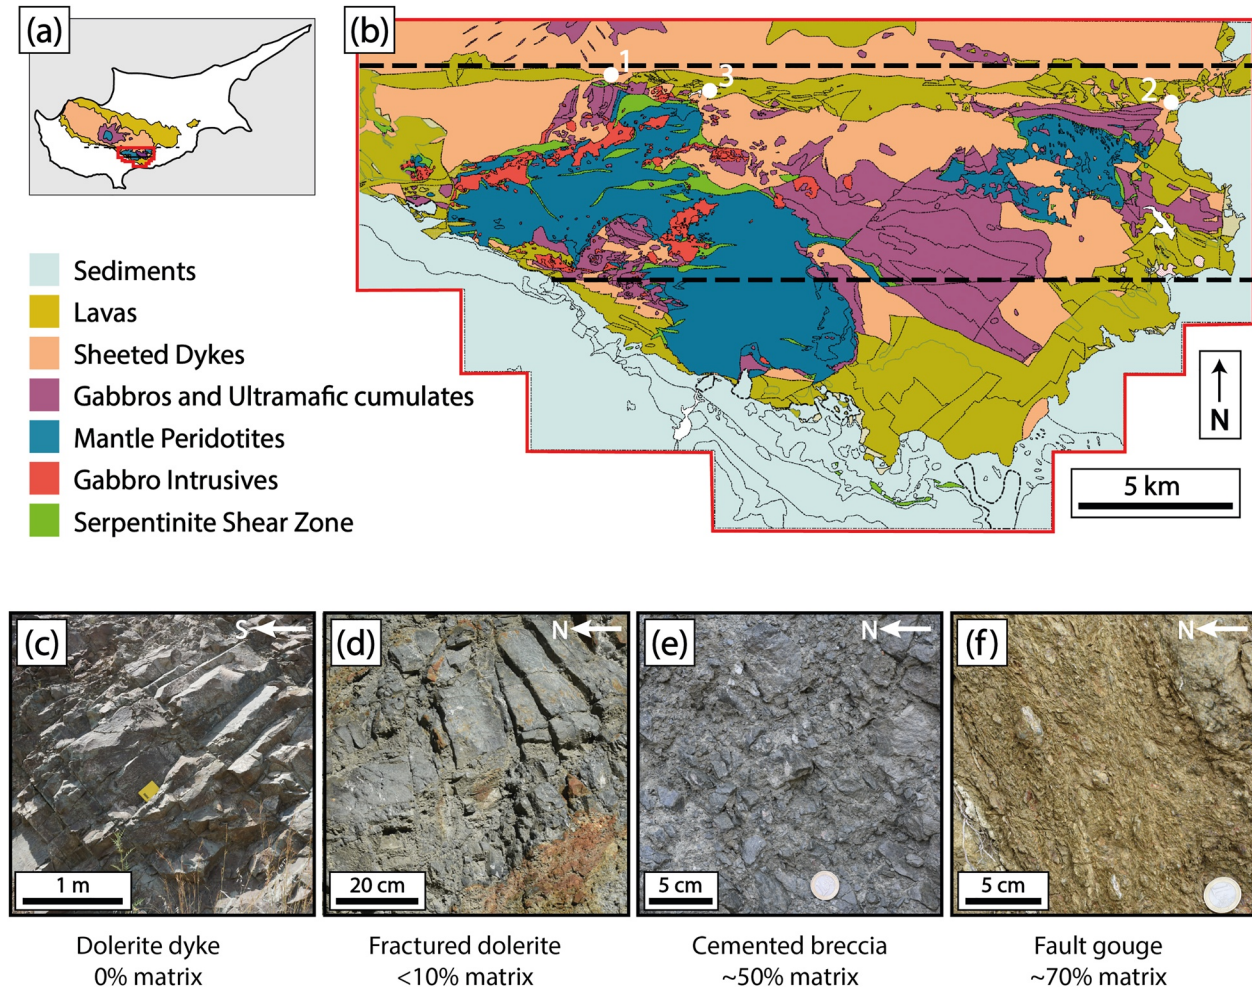 (a)
(b)
1
3
2
Sediments
Lavas
Sheeted Dykes
Gabbros and Ultramafic cumulates
Mantle Peridotites
Gabbro Intrusives
Serpentinite Shear Zone
N
5 km
(c)
S
1 m
(d)
N
20 cm
(e)
N
5 cm
(f)
N
5 cm
Dolerite dyke
0% matrix
Fractured dolerite
<10% matrix
Cemented breccia
~50% matrix
Fault gouge
~70% matrix